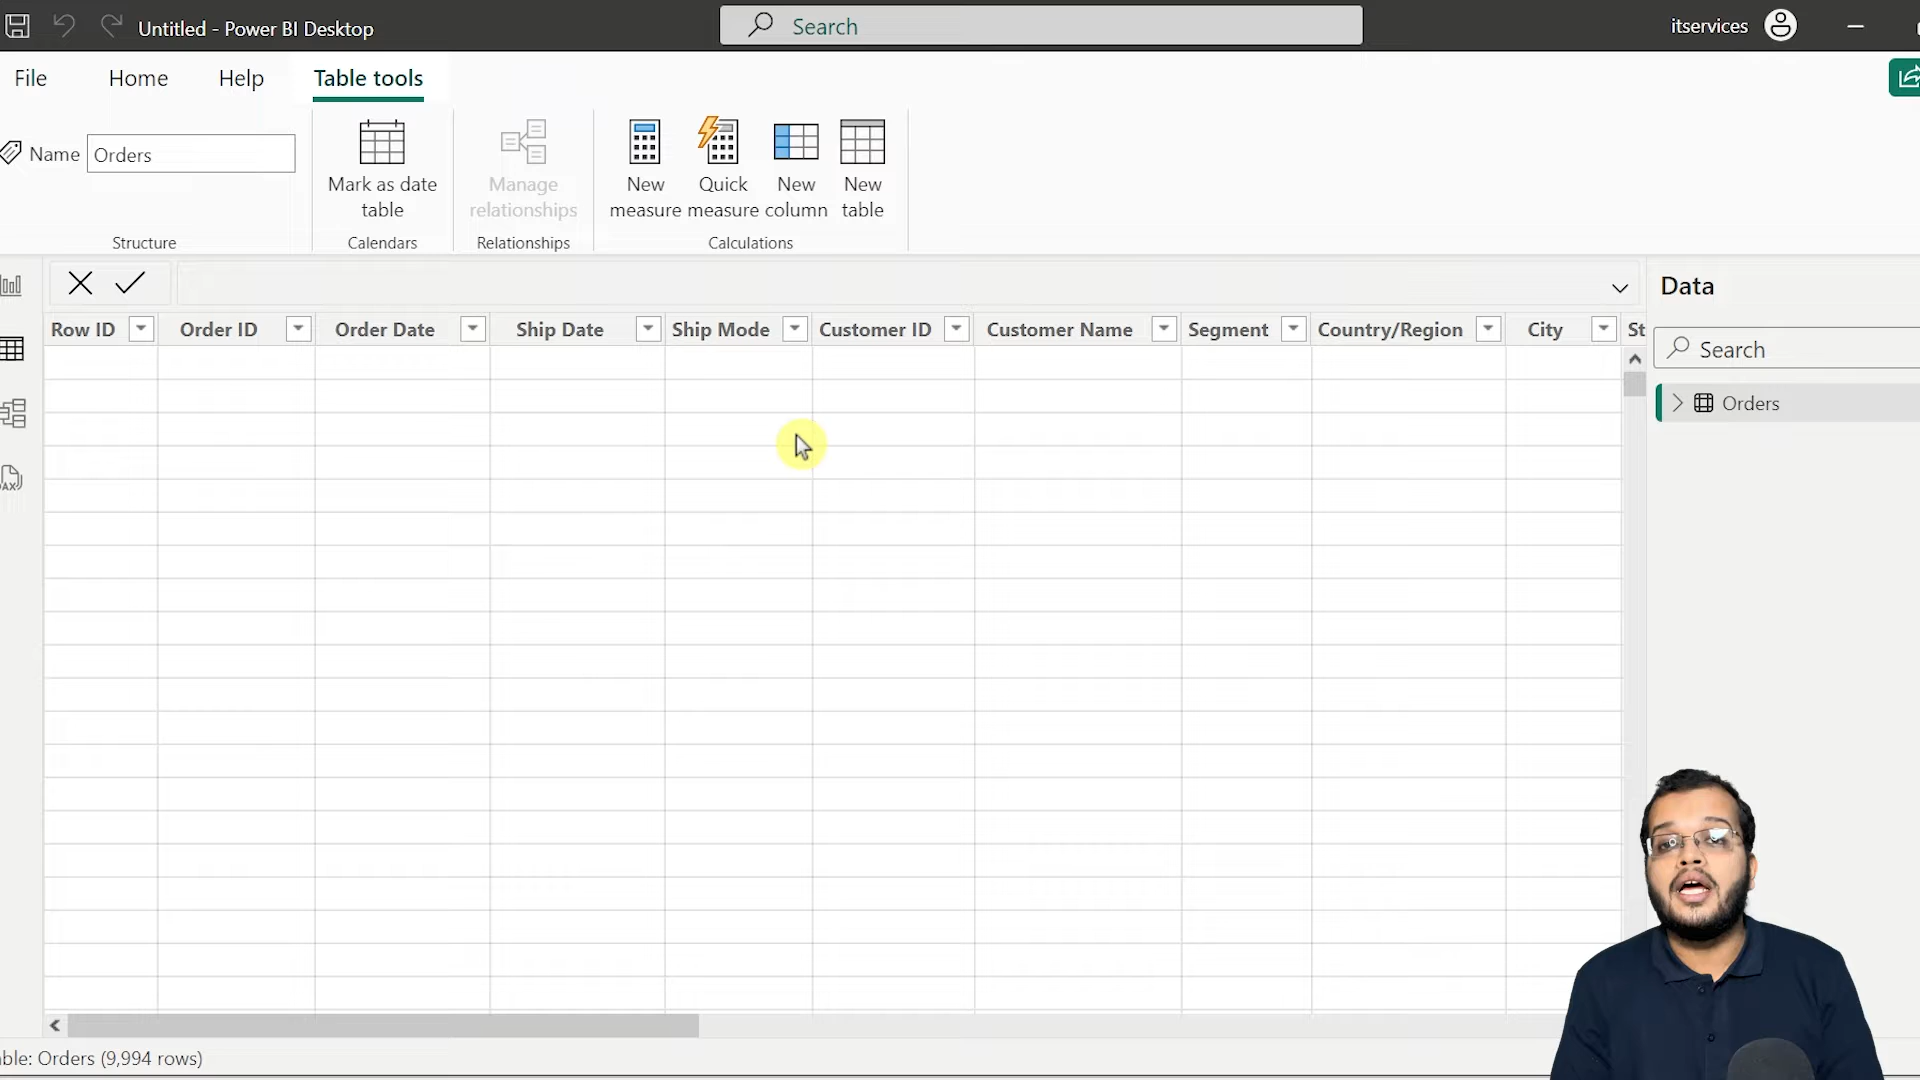 Untitled - Power BI Desktop
Search
itservices
File Home Help Table tools
Name Orders
Mark as date table
Manage relationships
New measure
Quick measure
New column
New table
Structure
Calendars
Relationships
Calculations
Data
Row ID Order ID Order Date Ship Date Ship Mode Customer ID Customer Name Segment Country/Region City St
Search
Orders
ble: Orders (9,994 rows)